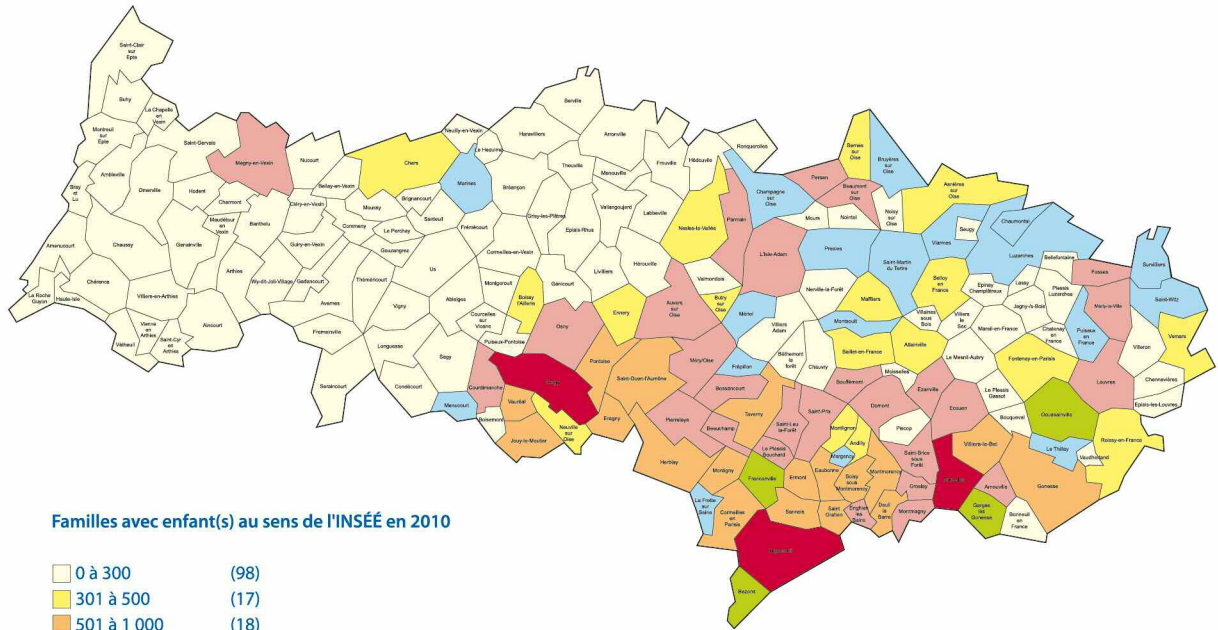 Saint-Clair
sur
Epte
Buhy
La Chapelle
en
Vexin
Montreuil
sur
Epte
Saint-Gervais
Magny-en-Vexin
Nucourt
Ambleville
Omerville
Hodent
Charmont
Bray
et
Lu
Maudétour
en
Vexin
Banthelu
Cléry-en-Vexin
Amenucourt
Chaussy
Genainville
Guiry-en-Vexin
Chérence
Arthies
Wy-dit-Joli-Village
Gadancourt
La Roche
Guyon
Haute-Isle
Villers-en-Arthies
Avernes
Vienne
en
Arthies
Saint-Cyr
en
Arthies
Aincourt
Vétheuil
Frémainville
Seraincourt
Chars
Neuilly-en-Vexin
Le Heaume
Haravilliers
Berville
Arronville
Marines
Bellay-en-Vexin
Moussy
Brignancourt
Santeuil
Commeny
Le Perchay
Gouzangrez
Frémécourt
Bréançon
Theuville
Menouville
Grisy-les-Plâtres
Vallangoujard
Labbeville
Frouville
Hédouville
Ronquerolles
Epiais-Rhus
Cormeilles-en-Vexin
Livilliers
Hérouville
Génicourt
Us
Théméricourt
Vigny
Ableiges
Montgeroult
Courcelles
sur
Viosne
Boissy
l'Aillerie
Puiseux-Pontoise
Longuesse
Sagy
Condécourt
Osny
Ennery
Auvers
sur
Oise
Cergy
Pontoise
Courdimanche
Menucourt
Boisemont
Vauréal
Jouy-le-Moutier
Neuville
sur
Oise
Eragny
Saint-Ouen l'Aumône
Méry/Oise
Nesles-la-Vallée
Parmain
L'Isle-Adam
Champagne
sur
Oise
Persan
Beaumont
sur
Oise
Bernes
sur
Oise
Bruyères
sur
Oise
Mours
Nointel
Noisy
sur
Oise
Asnières
sur
Oise
Valmondois
Butry
sur
Oise
Mériel
Villiers
Adam
Nerville-la-Forêt
Presles
Saint-Martin
du
Tertre
Viarmes
Seugy
Chaumontel
Luzarches
Maffliers
Belloy
en
France
Epinay
Champlâtreux
Lassy
Bellefontaine
Plessis
Luzarches
Jagny-s/s-Bois
Fosses
Survilliers
Saint-Witz
Marly-la-Ville
Montsoult
Villaines
sous
Bois
Villiers
le
Sec
Mareil-en-France
Chatenay
en
France
Puiseux
en
France
Villeron
Vémars
Frépillon
Béthemont
la
forêt
Chauvry
Baillet-en-France
Attainville
Moisselles
Le Mesnil-Aubry
Fontenay-en-Parisis
Louvres
Chennevières
Epiais-les-Louvres
Bessancourt
Bouffémont
Domont
Ezanville
Ecouen
Le Plessis
Gassot
Bouqueval
Goussainville
Pierrelaye
Beauchamp
Taverny
Saint-Leu
la-Forêt
Saint-Prix
Montlignon
Andilly
Piscop
Le Plessis
Bouchard
Margency
Saint-Brice
sous
Forêt
Villiers-le-Bel
Le Thillay
Vaudherland
Roissy-en-France
Herblay
Montigny
Franconville
Ermont
Eaubonne
Soisy
sous
Montmorency
Montmorency
Groslay
Sarcelles
Arnouville
Gonesse
La Frette
sur
Seine
Cormeilles
en
Parisis
Sannois
Saint
Gratien
Enghien
les
Bains
Deuil
la
Barre
Montmagny
Garges
les
Gonesse
Bonneuil
en
France
Argenteuil
Bezons
Familles avec enfant(s) au sens de l'INSÉÉ en 2010
0 à 300 (98)
301 à 500 (17)
501 à 1 000 (18)